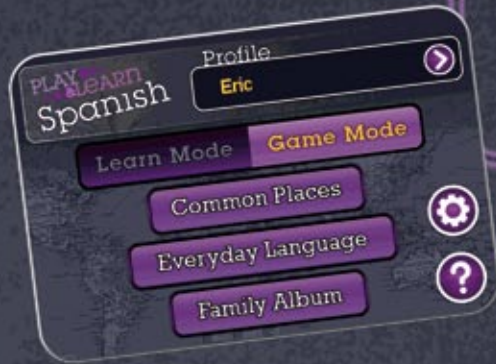 Profile
PLAY & LEARN
Spanish
Eric
Learn Mode Game Mode
Common Places
Everyday Language
?
Family Album